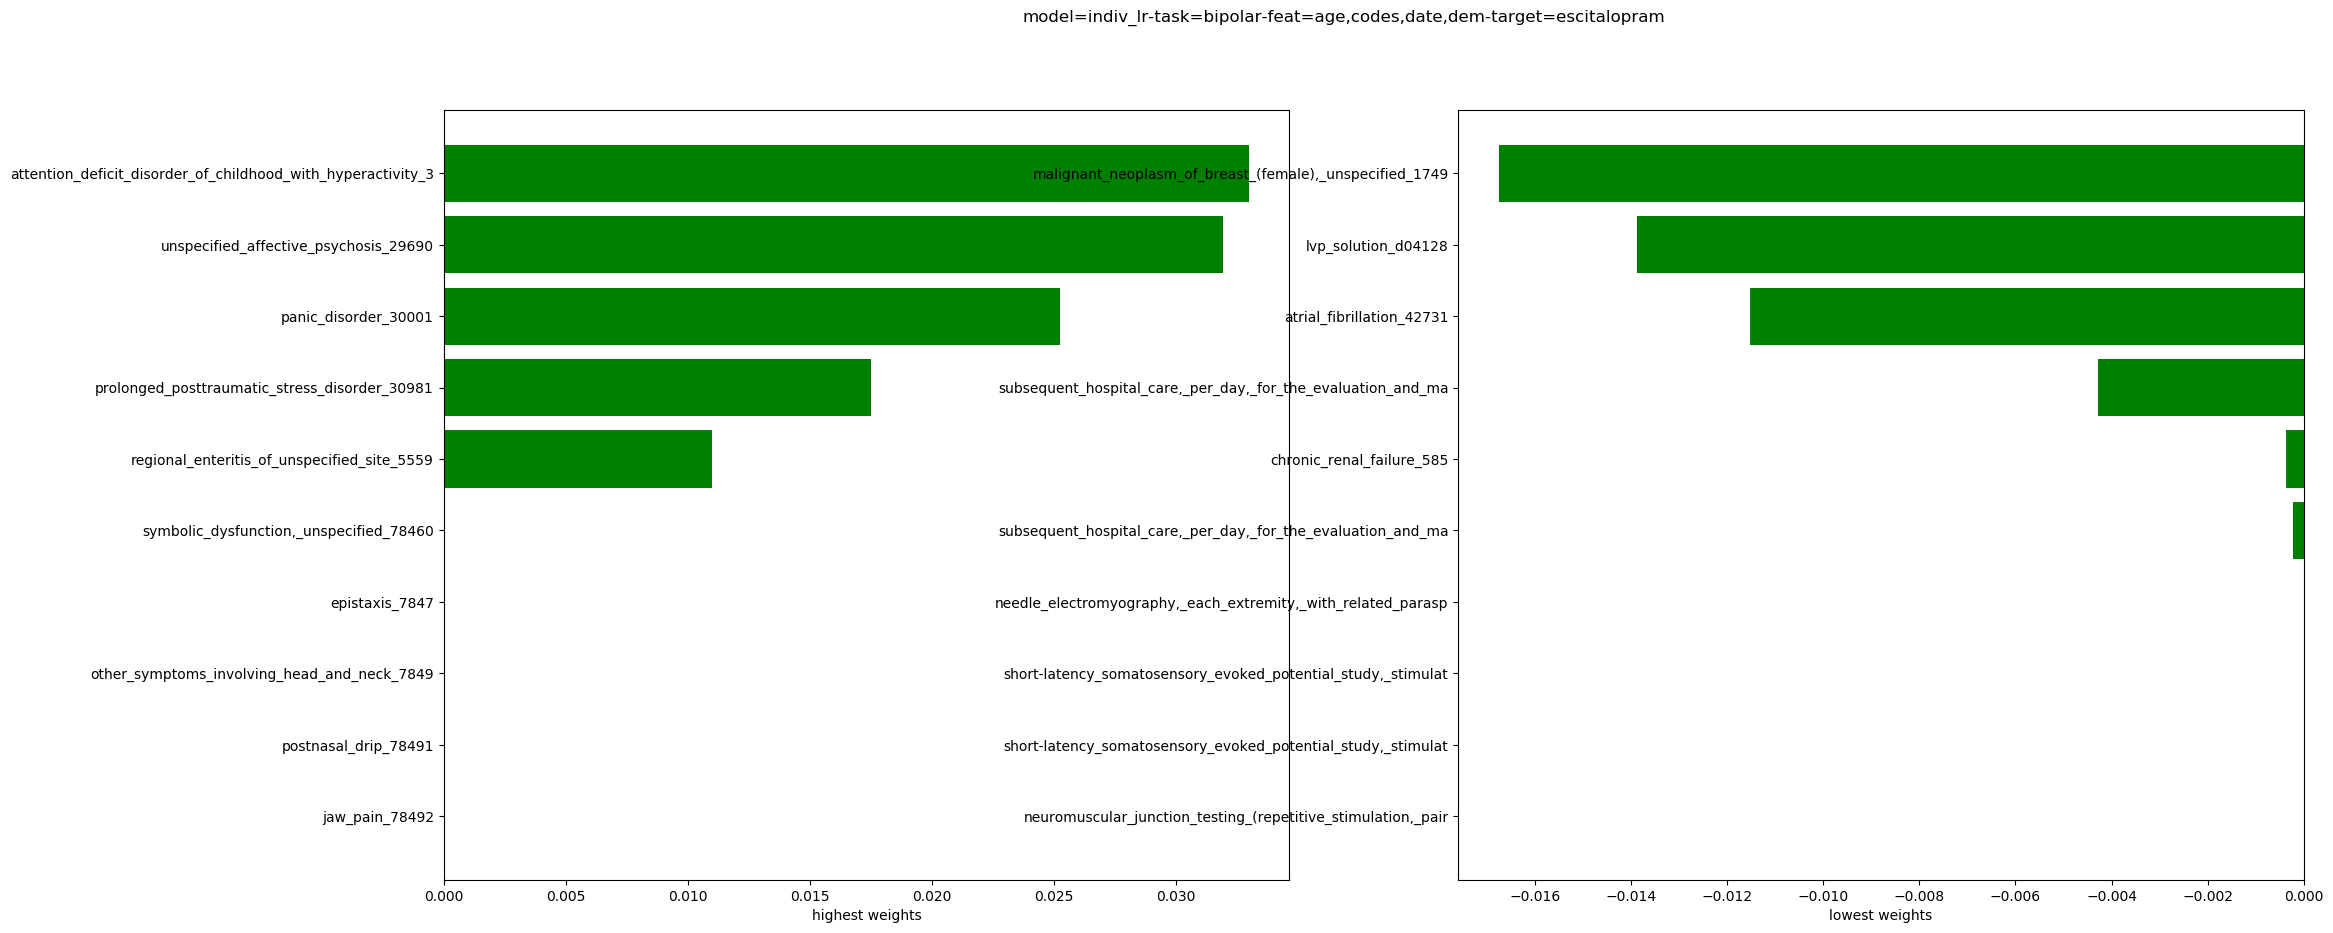 model=indiv_lr-task=bipolar-feat=age,codes,date,dem-target=escitalopram
attention_deficit_disorder_of_childhood_with_hyperactivity_3
unspecified_affective_psychosis_29690
panic_disorder_30001
prolonged_posttraumatic_stress_disorder_30981
regional_enteritis_of_unspecified_site_5559
symbolic_dysfunction,_unspecified_78460
epistaxis_7847
other_symptoms_involving_head_and_neck_7849
postnasal_drip_78491
jaw_pain_78492
0.000 0.005 0.010 0.015 0.020 0.025 0.030
highest weights
malignant_neoplasm_of_breast_(female),_unspecified_1749
lvp_solution_d04128
atrial_fibrillation_42731
subsequent_hospital_care,_per_day,_for_the_evaluation_and_ma
chronic_renal_failure_585
subsequent_hospital_care,_per_day,_for_the_evaluation_and_ma
needle_electromyography,_each_extremity,_with_related_parasp
short-latency_somatosensory_evoked_potential_study,_stimulat
short-latency_somatosensory_evoked_potential_study,_stimulat
neuromuscular_junction_testing_(repetitive_stimulation,_pair
−0.016 −0.014 −0.012 −0.010 −0.008 −0.006 −0.004 −0.002 0.000
lowest weights